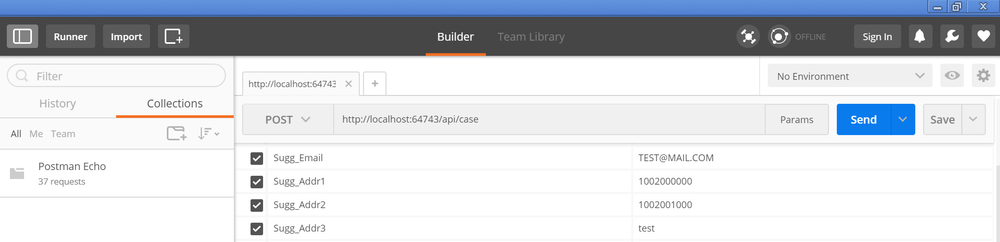 Runner Import Builder Team Library OFFLINE Sign In
Filter
History Collections
All Me Team
Postman Echo
37 requests
http://localhost:64743 No Environment
POST http://localhost:64743/api/case Params Send Save
Sugg_Email TEST@MAIL.COM
Sugg_Addr1 1002000000
Sugg_Addr2 1002001000
Sugg_Addr3 test